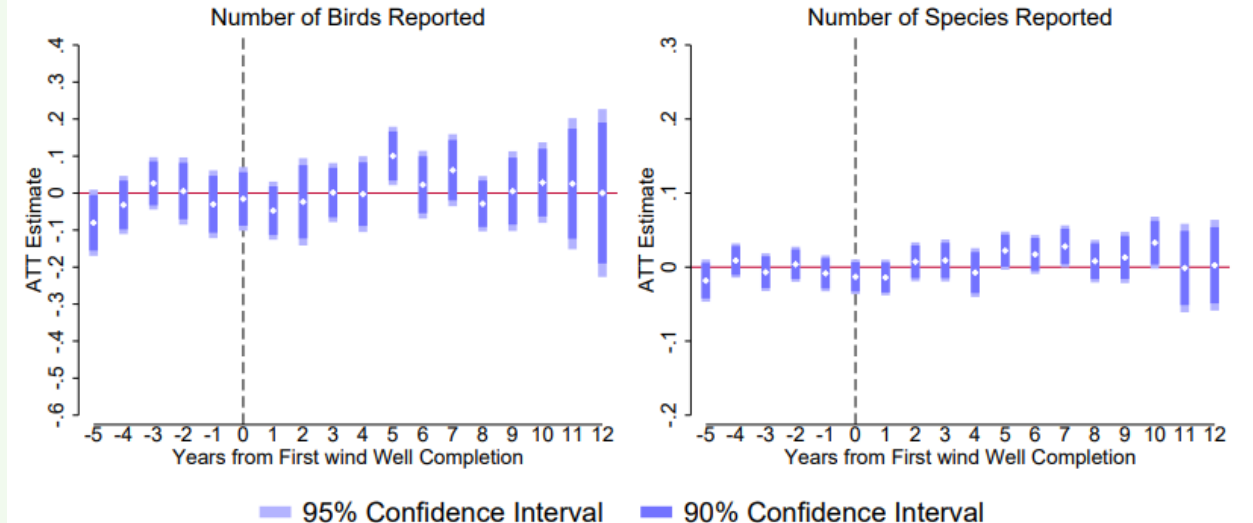 Number of Birds Reported
ATT Estimate
.4
.3
.2
.1
0
-.1
-.2
-.3
-.4
-.5
-.6
-5 -4 -3 -2 -1 0 1 2 3 4 5 6 7 8 9 10 11 12
Years from First wind Well Completion
Number of Species Reported
ATT Estimate
.3
.2
.1
0
-.1
-.2
-5 -4 -3 -2 -1 0 1 2 3 4 5 6 7 8 9 10 11 12
Years from First wind Well Completion
95% Confidence Interval
90% Confidence Interval